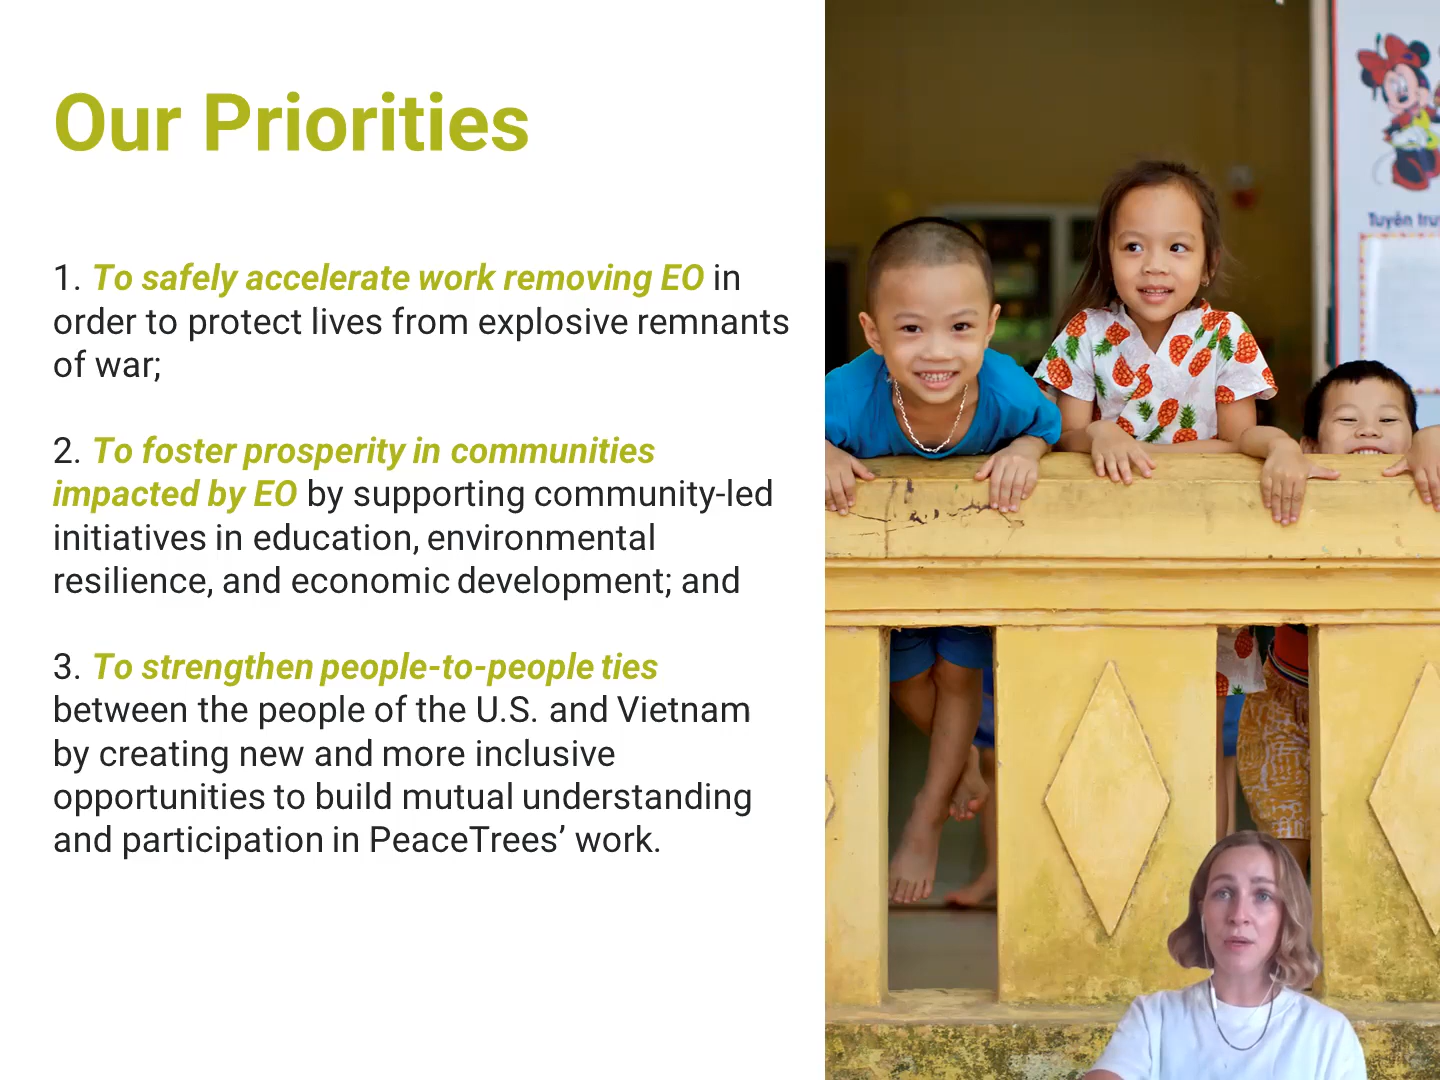 Our Priorities
1. To safely accelerate work removing EO in
order to protect lives from explosive remnants
of war;
2. To foster prosperity in communities
impacted by EO by supporting community-led
initiatives in education, environmental
resilience, and economic development; and
3. To strengthen people-to-people ties
between the people of the U.S. and Vietnam
by creating new and more inclusive
opportunities to build mutual understanding
and participation in PeaceTrees’ work.
Tuyên